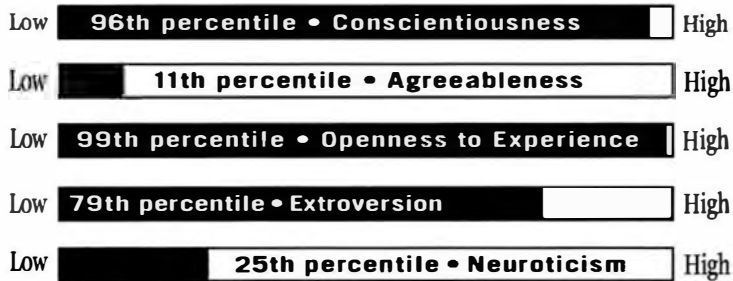 Low 96th percentile • Conscientiousness High
Low 11th percentile • Agreeableness High
Low 99th percentile • Openness to Experience High
Low 79th percentile • Extroversion High
Low 25th percentile • Neuroticism High